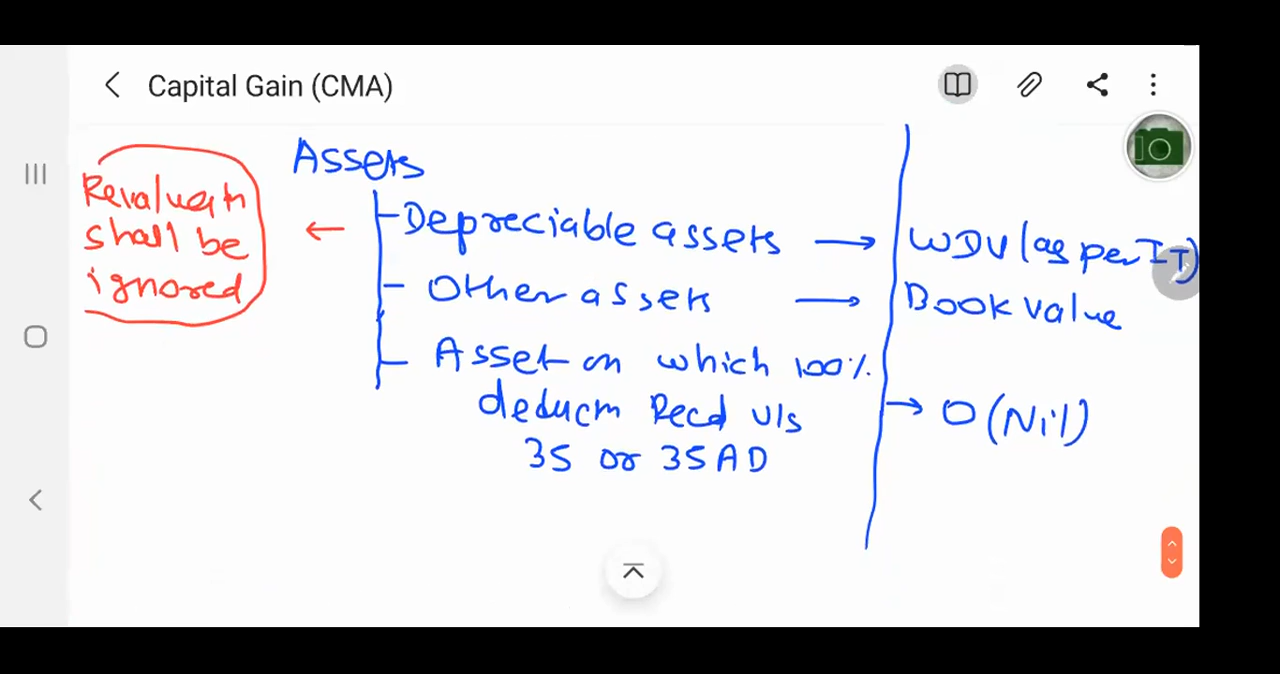 Capital Gain (CMA)
Assets
Revaluatn
shall be
ignored
← Depreciable assets → WDV (as per IT)
Other assets → Book value
Asset on which 100%
deducm Recd u/s → 0 (Nil)
35 or 35AD